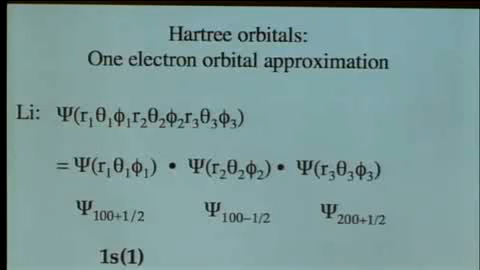 Hartree orbitals:
One electron orbital approximation
Li: Ψ(r₁θ₁ϕ₁r₂θ₂ϕ₂r₃θ₃ϕ₃)
= Ψ(r₁θ₁ϕ₁) • Ψ(r₂θ₂ϕ₂) • Ψ(r₃θ₃ϕ₃)
Ψ₁₀₀₊₁/₂ Ψ₁₀₀₋₁/₂ Ψ₂₀₀₊₁/₂
1s(1)